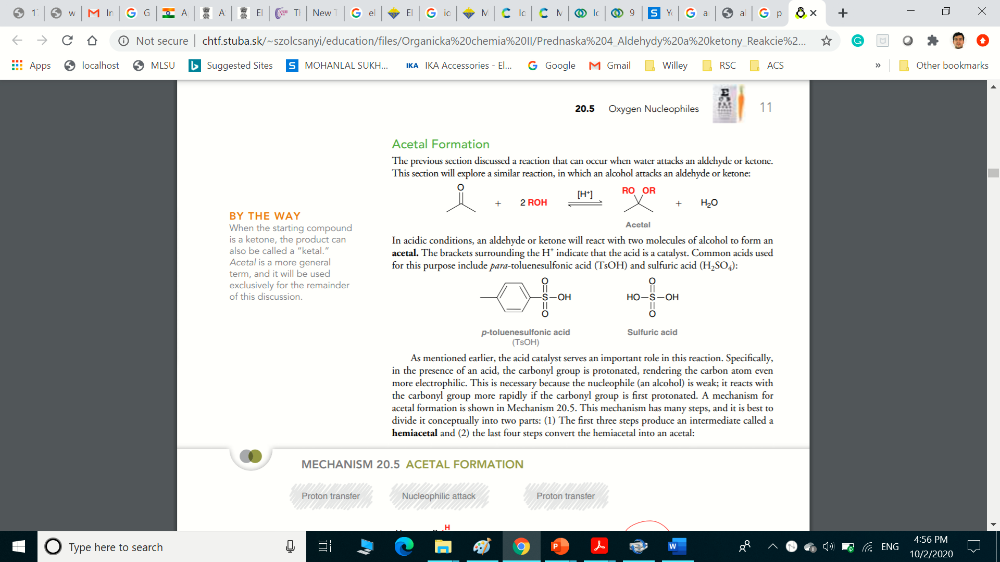 1
w
In
G
A
A
El
Tl
New T
el
El
io
M
Ic
M
Ic
9
S
Yo
al
al
p
Not secure
chtf.stuba.sk/~szolcsanyi/education/files/Organicka%20chemia%20II/Prednaska%204_Aldehydy%20a%20ketony_Reakcie%2...
Apps
localhost
MLSU
Suggested Sites
S MOHANLAL SUKH...
IKA IKA Accessories - El...
Google
Gmail
Willey
RSC
ACS
»
Other bookmarks
20.5 Oxygen Nucleophiles 11
Acetal Formation
The previous section discussed a reaction that can occur when water attacks an aldehyde or ketone.
This section will explore a similar reaction, in which an alcohol attacks an aldehyde or ketone:
O
+ 2 ROH [H⁺] RO OR + H₂O
Acetal
BY THE WAY
When the starting compound
is a ketone, the product can
also be called a “ketal.”
Acetal is a more general
term, and it will be used
exclusively for the remainder
of this discussion.
In acidic conditions, an aldehyde or ketone will react with two molecules of alcohol to form an
acetal. The brackets surrounding the H⁺ indicate that the acid is a catalyst. Common acids used
for this purpose include para-toluenesulfonic acid (TsOH) and sulfuric acid (H₂SO₄):
O O
S—OH HO—S—OH
O O
p-toluenesulfonic acid Sulfuric acid
(TsOH)
As mentioned earlier, the acid catalyst serves an important role in this reaction. Specifically,
in the presence of an acid, the carbonyl group is protonated, rendering the carbon atom even
more electrophilic. This is necessary because the nucleophile (an alcohol) is weak; it reacts with
the carbonyl group more rapidly if the carbonyl group is first protonated. A mechanism for
acetal formation is shown in Mechanism 20.5. This mechanism has many steps, and it is best to
divide it conceptually into two parts: (1) The first three steps produce an intermediate called a
hemiacetal and (2) the last four steps convert the hemiacetal into an acetal:
MECHANISM 20.5 ACETAL FORMATION
Proton transfer Nucleophilic attack Proton transfer
H
Type here to search
ENG
4:56 PM
10/2/2020